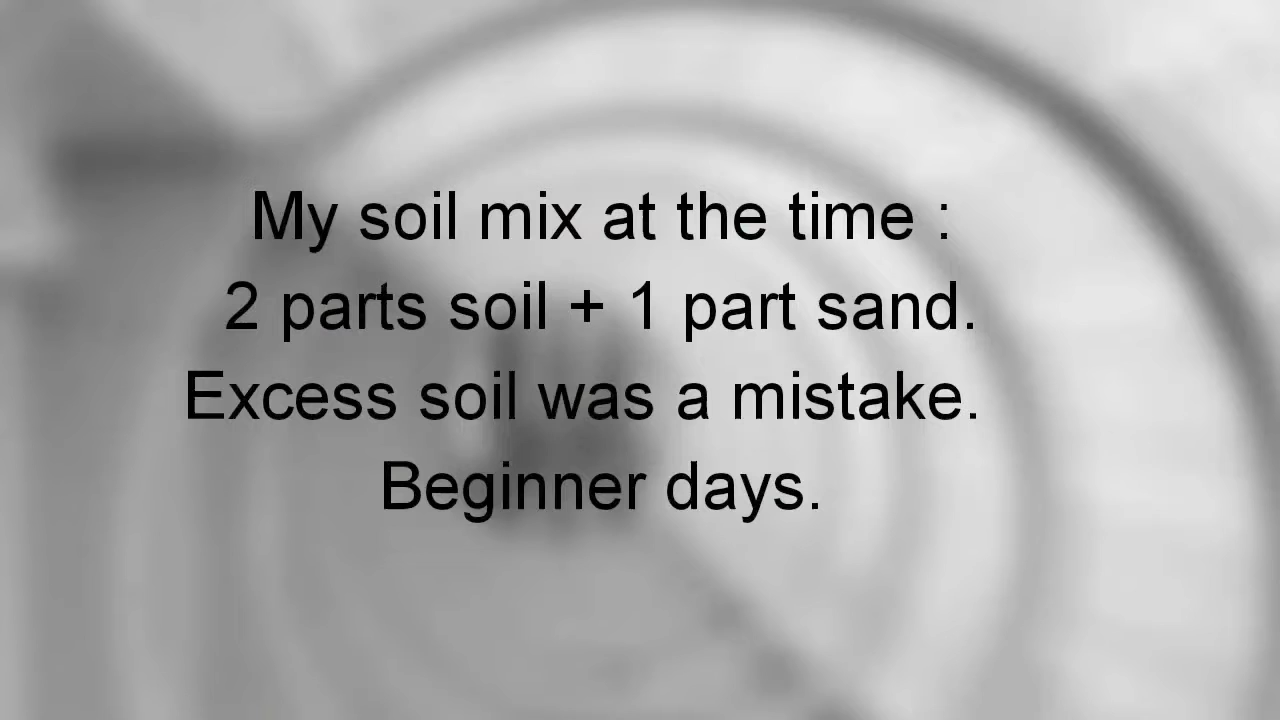 My soil mix at the time :
2 parts soil + 1 part sand.
Excess soil was a mistake.
Beginner days.